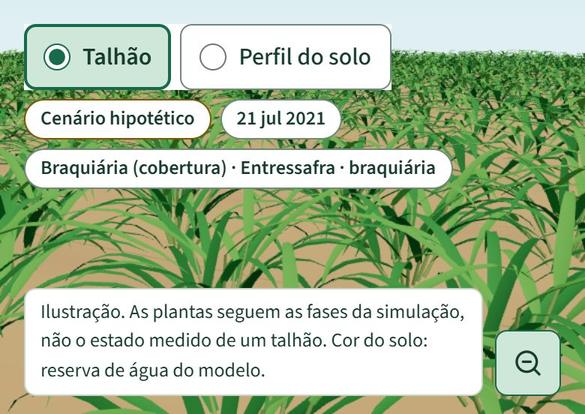 Talhão
Perfil do solo
Cenário hipotético
21 jul 2021
Braquiária (cobertura) · Entressafra · braquiária
Ilustração. As plantas seguem as fases da simulação,
não o estado medido de um talhão. Cor do solo:
reserva de água do modelo.